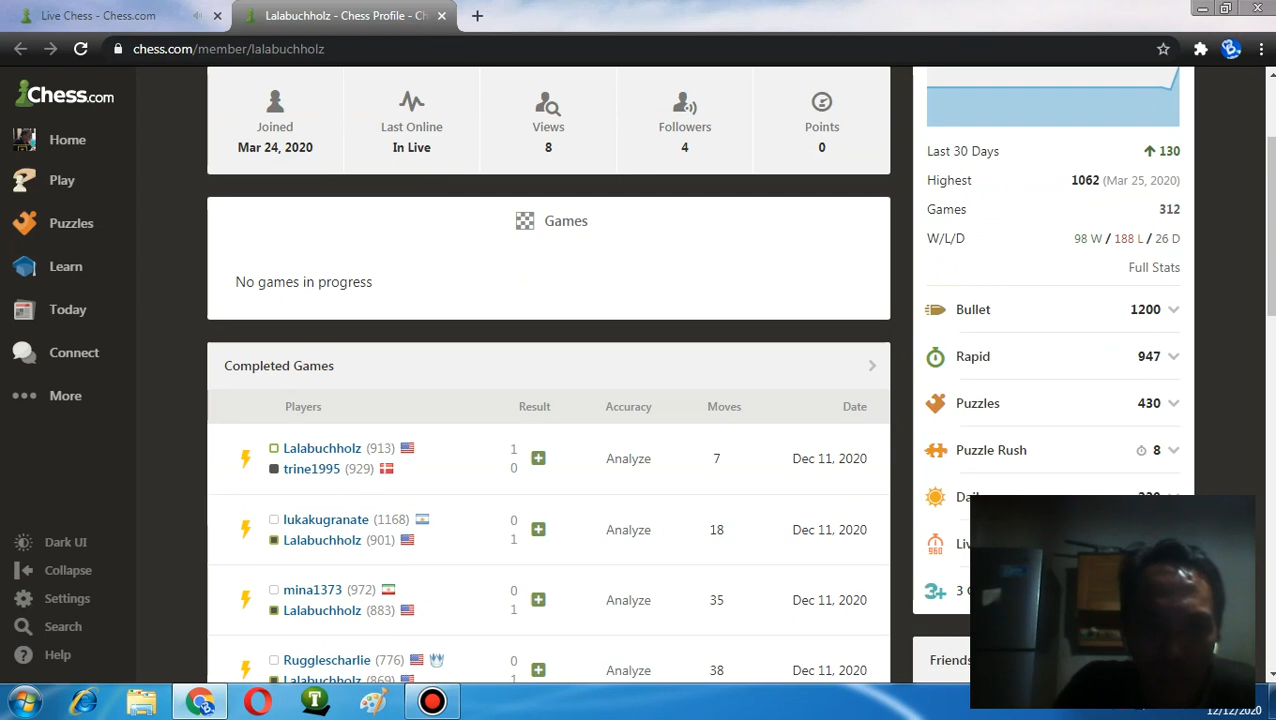 Live Chess - Chess.com
Lalabuchholz - Chess Profile - Ch
chess.com/member/lalabuchholz
Chess.com
Home
Play
Puzzles
Learn
Today
Connect
More
Dark UI
Collapse
Settings
Search
Help
Joined
Mar 24, 2020
Last Online
In Live
Views
8
Followers
4
Points
0
Games
No games in progress
Completed Games
Players Result Accuracy Moves Date
Lalabuchholz (913) 1
trine1995 (929) 0
Analyze 7 Dec 11, 2020
lukakugranate (1168) 0
Lalabuchholz (901) 1
Analyze 18 Dec 11, 2020
mina1373 (972) 0
Lalabuchholz (883) 1
Analyze 35 Dec 11, 2020
Rugglescharlie (776) 0
Lalabuchholz (869) 1
Analyze 38 Dec 11, 2020
Last 30 Days 130
Highest 1062 (Mar 25, 2020)
Games 312
W/L/D 98 W / 188 L / 26 D
Full Stats
Bullet 1200
Rapid 947
Puzzles 430
Puzzle Rush 8
960
3+ 3
Friends
12/12/2020